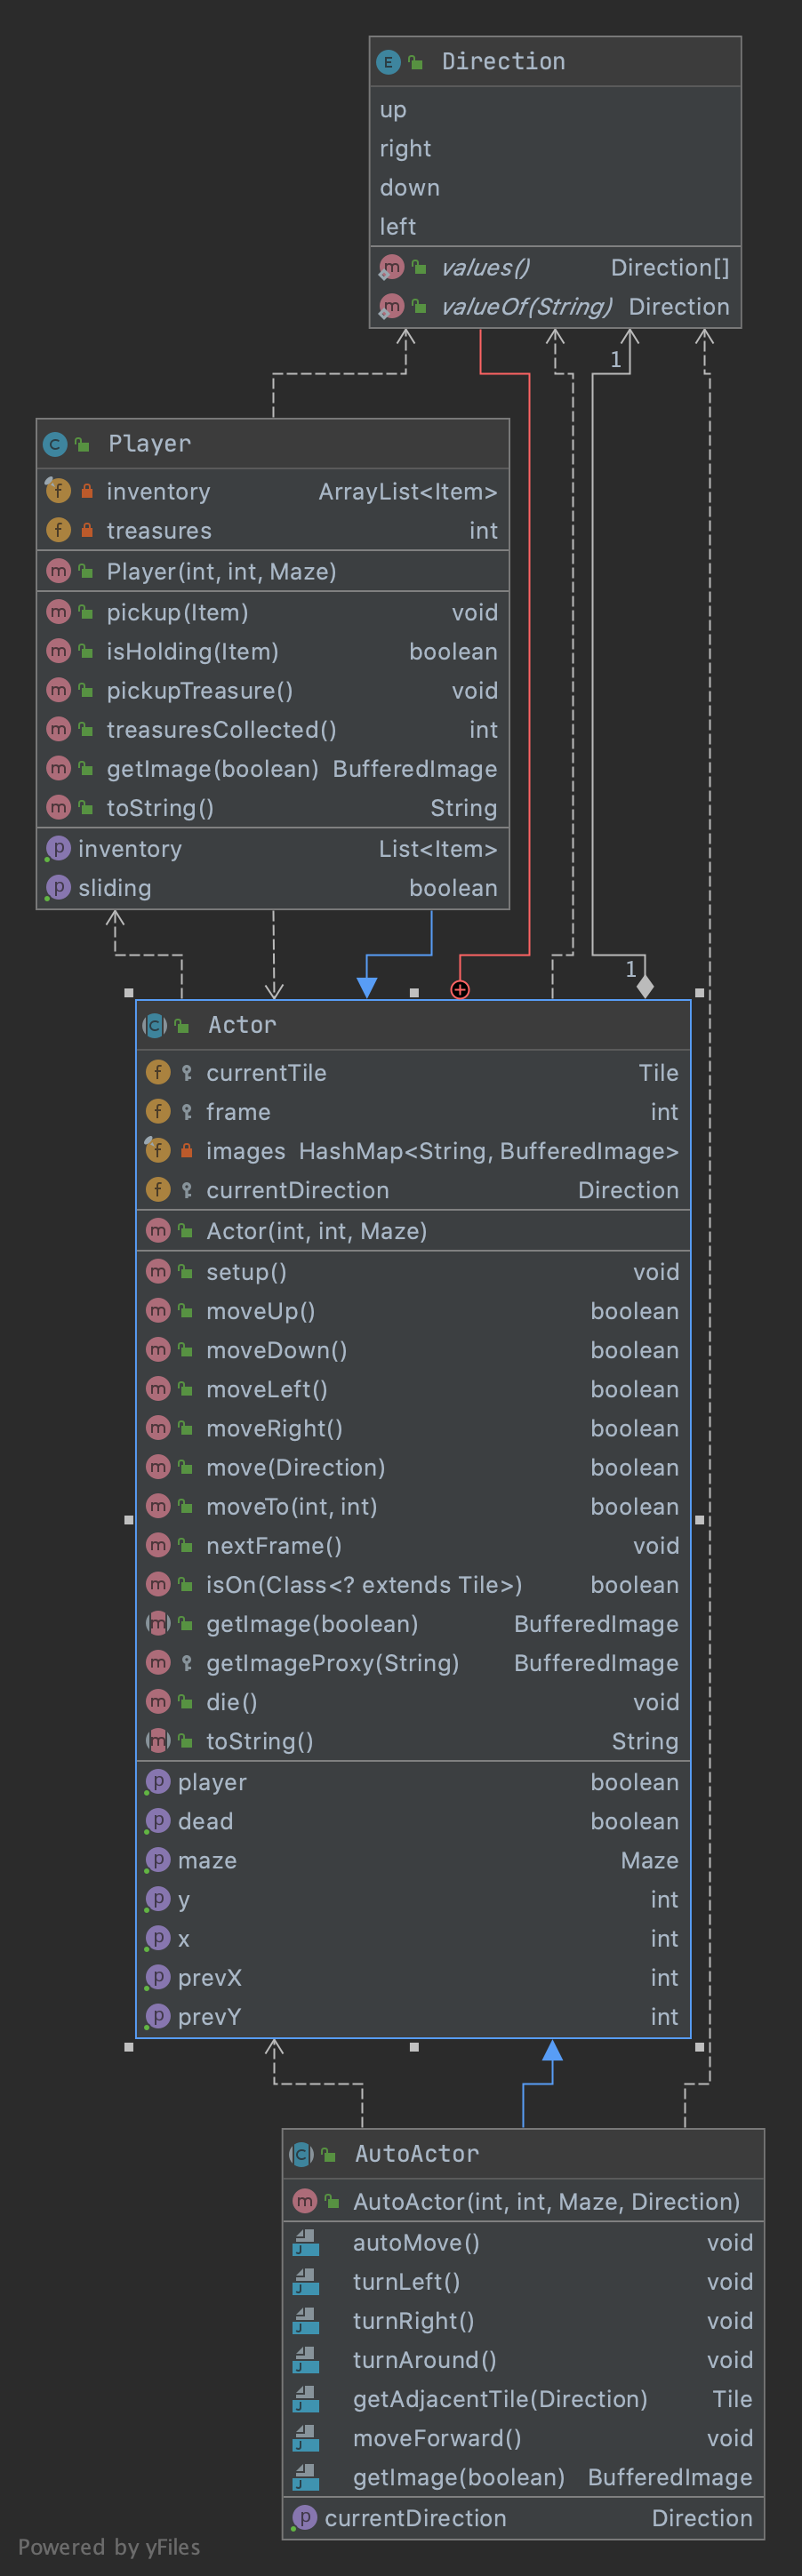 E Direction
up
right
down
left
m values() Direction[]
m valueOf(String) Direction
1
C Player
f inventory ArrayList<Item>
f treasures int
m Player(int, int, Maze)
m pickup(Item) void
m isHolding(Item) boolean
m pickupTreasure() void
m treasuresCollected() int
m getImage(boolean) BufferedImage
m toString() String
p inventory List<Item>
p sliding boolean
1
C Actor
f currentTile Tile
f frame int
f images HashMap<String, BufferedImage>
f currentDirection Direction
m Actor(int, int, Maze)
m setup() void
m moveUp() boolean
m moveDown() boolean
m moveLeft() boolean
m moveRight() boolean
m move(Direction) boolean
m moveTo(int, int) boolean
m nextFrame() void
m isOn(Class<? extends Tile>) boolean
m getImage(boolean) BufferedImage
m getImageProxy(String) BufferedImage
m die() void
m toString() String
p player boolean
p dead boolean
p maze Maze
p y int
p x int
p prevX int
p prevY int
C AutoActor
m AutoActor(int, int, Maze, Direction)
J autoMove() void
J turnLeft() void
J turnRight() void
J turnAround() void
J getAdjacentTile(Direction) Tile
J moveForward() void
J getImage(boolean) BufferedImage
p currentDirection Direction
Powered by yFiles